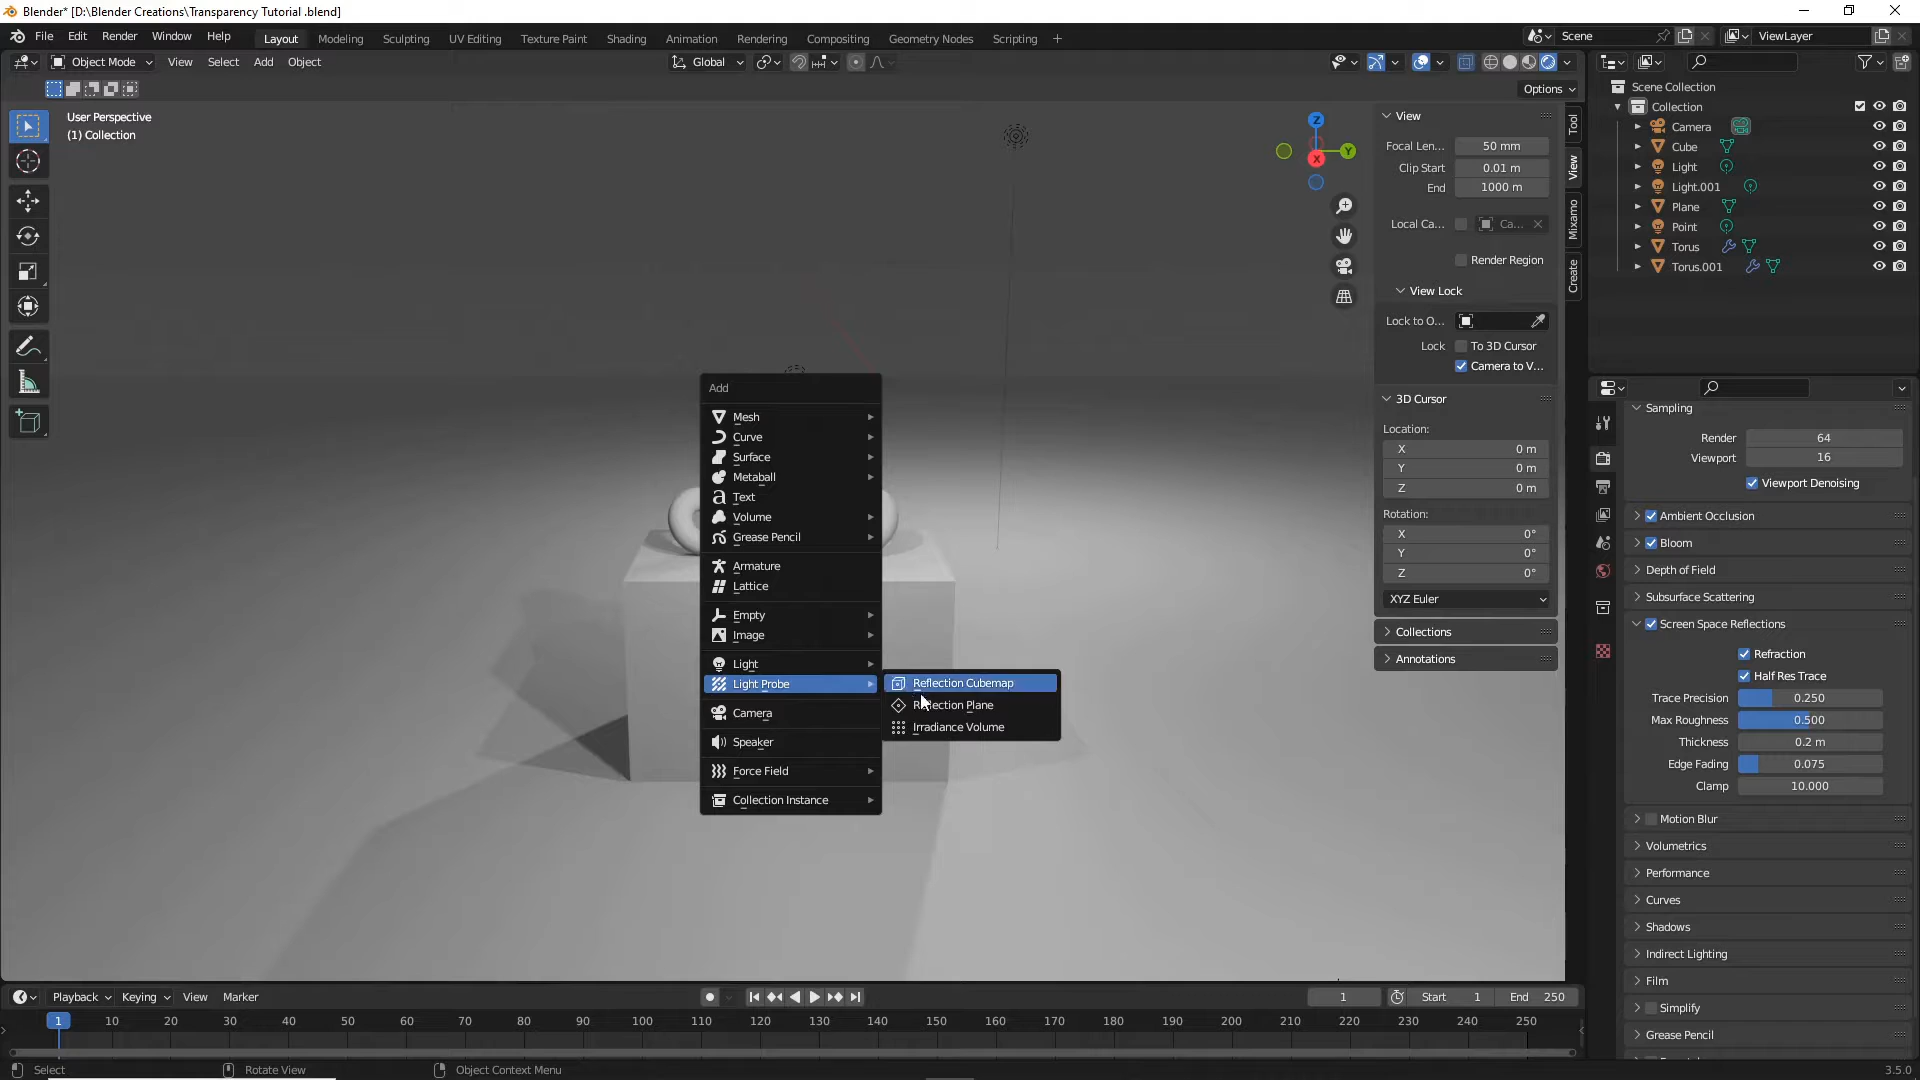 Blender* [D:\Blender Creations\Transparency Tutorial .blend]
File Edit Render Window Help
Layout Modeling Sculpting UV Editing Texture Paint Shading Animation Rendering Compositing Geometry Nodes Scripting +
Scene
ViewLayer
Object Mode View Select Add Object
Global
Options
User Perspective
(1) Collection
Z
Y
X
Tool
View
Mixamo
Create
View
Focal Len... 50 mm
Clip Start 0.01 m
End 1000 m
Local Ca... Ca...
Render Region
View Lock
Lock to O...
Lock To 3D Cursor
Camera to V...
3D Cursor
Location:
X 0 m
Y 0 m
Z 0 m
Rotation:
X 0°
Y 0°
Z 0°
XYZ Euler
Collections
Annotations
Add
Mesh
Curve
Surface
Metaball
Text
Volume
Grease Pencil
Armature
Lattice
Empty
Image
Light
Light Probe
Camera
Speaker
Force Field
Collection Instance
Reflection Cubemap
Reflection Plane
Irradiance Volume
Scene Collection
Collection
Camera
Cube
Light
Light.001
Plane
Point
Torus
Torus.001
Sampling
Render 64
Viewport 16
Viewport Denoising
Ambient Occlusion
Bloom
Depth of Field
Subsurface Scattering
Screen Space Reflections
Refraction
Half Res Trace
Trace Precision 0.250
Max Roughness 0.500
Thickness 0.2 m
Edge Fading 0.075
Clamp 10.000
Motion Blur
Volumetrics
Performance
Curves
Shadows
Indirect Lighting
Film
Simplify
Grease Pencil
Playback Keying View Marker
1 Start 1 End 250
1 10 20 30 40 50 60 70 80 90 100 110 120 130 140 150 160 170 180 190 200 210 220 230 240 250
Select Rotate View Object Context Menu 3.5.0